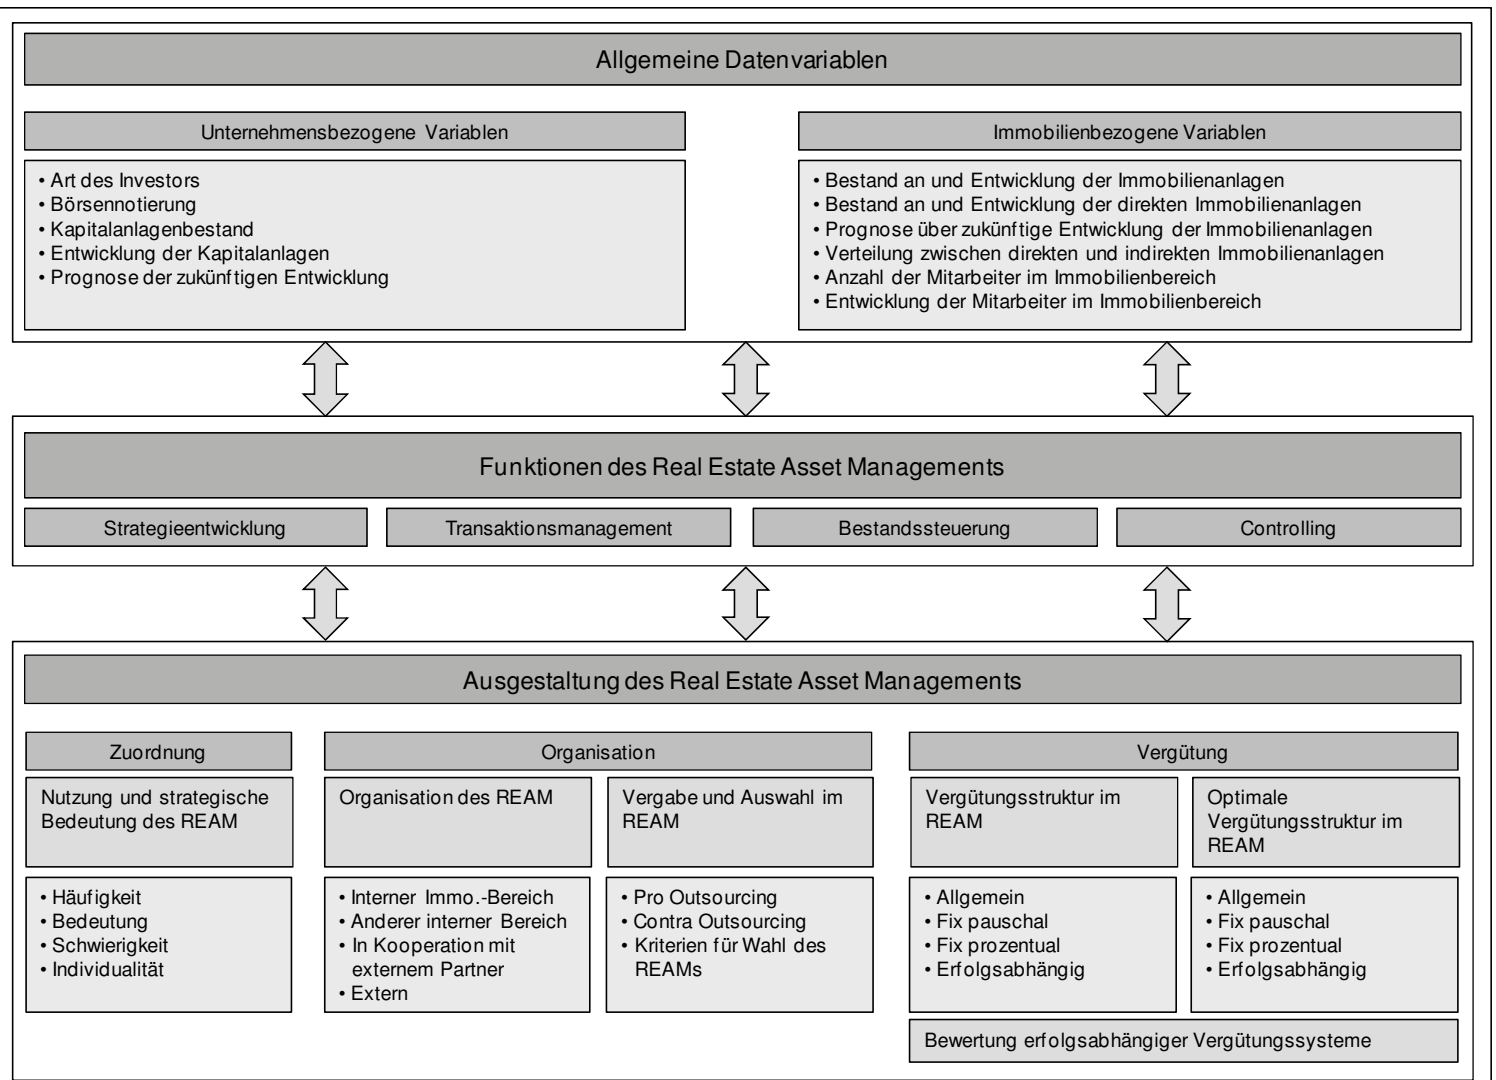 Allgemeine Datenvariablen
Unternehmensbezogene Variablen
• Art des Investors
• Börsennotierung
• Kapitalanlagenbestand
• Entwicklung der Kapitalanlagen
• Prognose der zukünftigen Entwicklung
Immobilienbezogene Variablen
• Bestand an und Entwicklung der Immobilienanlagen
• Bestand an und Entwicklung der direkten Immobilienanlagen
• Prognose über zukünftige Entwicklung der Immobilienanlagen
• Verteilung zwischen direkten und indirekten Immobilienanlagen
• Anzahl der Mitarbeiter im Immobilienbereich
• Entwicklung der Mitarbeiter im Immobilienbereich
Funktionen des Real Estate Asset Managements
Strategieentwicklung
Transaktionsmanagement
Bestandssteuerung
Controlling
Ausgestaltung des Real Estate Asset Managements
Zuordnung
Nutzung und strategische
Bedeutung des REAM
• Häufigkeit
• Bedeutung
• Schwierigkeit
• Individualität
Organisation
Organisation des REAM
• Interner Immo.-Bereich
• Anderer interner Bereich
• In Kooperation mit
externem Partner
• Extern
Vergabe und Auswahl im
REAM
• Pro Outsourcing
• Contra Outsourcing
• Kriterien für Wahl des
REAMs
Vergütung
Vergütungsstruktur im
REAM
• Allgemein
• Fix pauschal
• Fix prozentual
• Erfolgsabhängig
Optimale
Vergütungsstruktur im
REAM
• Allgemein
• Fix pauschal
• Fix prozentual
• Erfolgsabhängig
Bewertung erfolgsabhängiger Vergütungssysteme